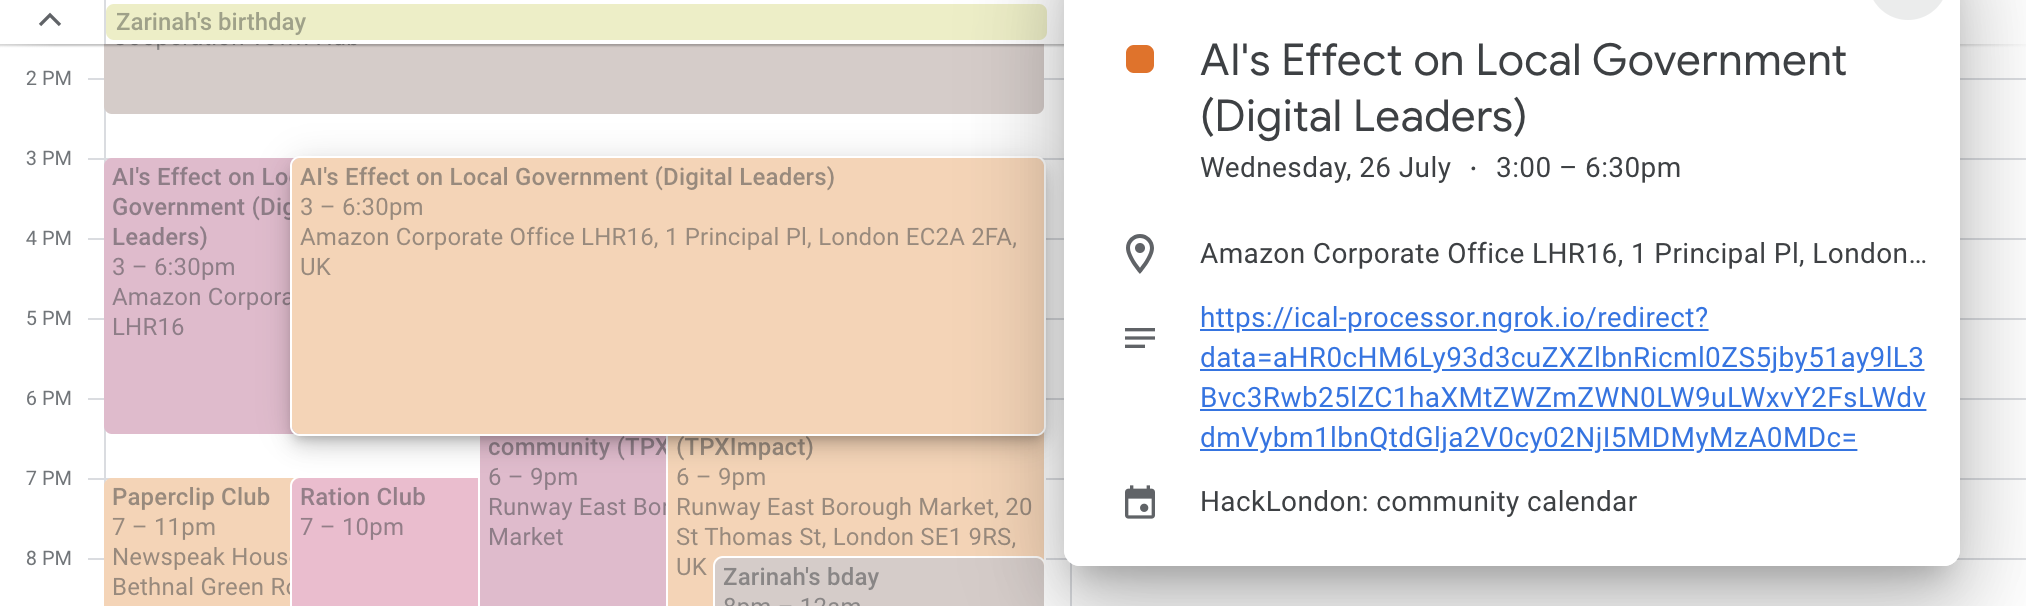 Zarinah's birthday
2 PM
3 PM
4 PM
5 PM
6 PM
7 PM
8 PM
AI's Effect on Lo
Government (Dig
Leaders)
3 – 6:30pm
Amazon Corpora
LHR16
AI's Effect on Local Government (Digital Leaders)
3 – 6:30pm
Amazon Corporate Office LHR16, 1 Principal Pl, London EC2A 2FA,
UK
community (TPX
6 – 9pm
Runway East Bor
Market
(TPXImpact)
6 – 9pm
Runway East Borough Market, 20
St Thomas St, London SE1 9RS,
UK
Paperclip Club
7 – 11pm
Newspeak Hous
Bethnal Green Ro
Ration Club
7 – 10pm
Zarinah's bday
8pm – 12am
AI's Effect on Local Government
(Digital Leaders)
Wednesday, 26 July · 3:00 – 6:30pm
Amazon Corporate Office LHR16, 1 Principal Pl, London...
https://ical-processor.ngrok.io/redirect?
data=aHR0cHM6Ly93d3cuZXZlbnRicml0ZS5jby51ay9lL3
Bvc3Rwb25lZC1haXMtZWZmZWN0LW9uLWxvY2FsLWdv
dmVybm1lbnQtdGlja2V0cy02NjI5MDMyMzA0MDc=
HackLondon: community calendar